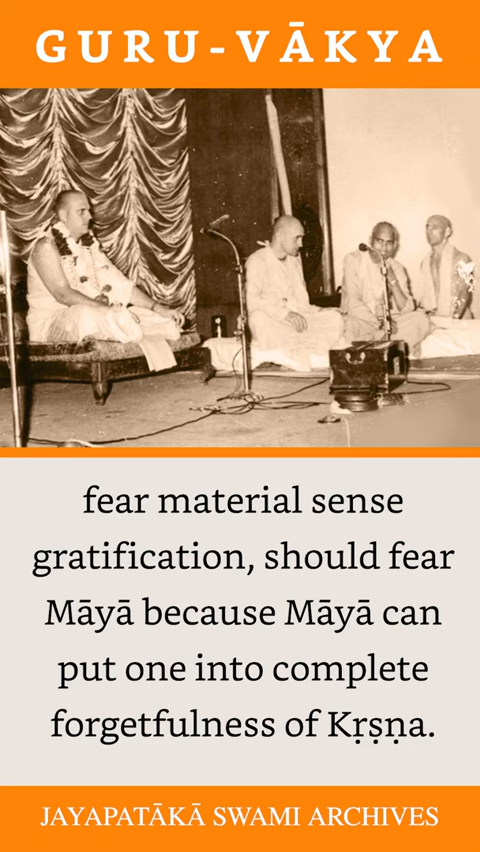 GURU-VĀKYA
fear material sense
gratification, should fear
Māyā because Māyā can
put one into complete
forgetfulness of Kṛṣṇa.
JAYAPATĀKĀ SWAMI ARCHIVES